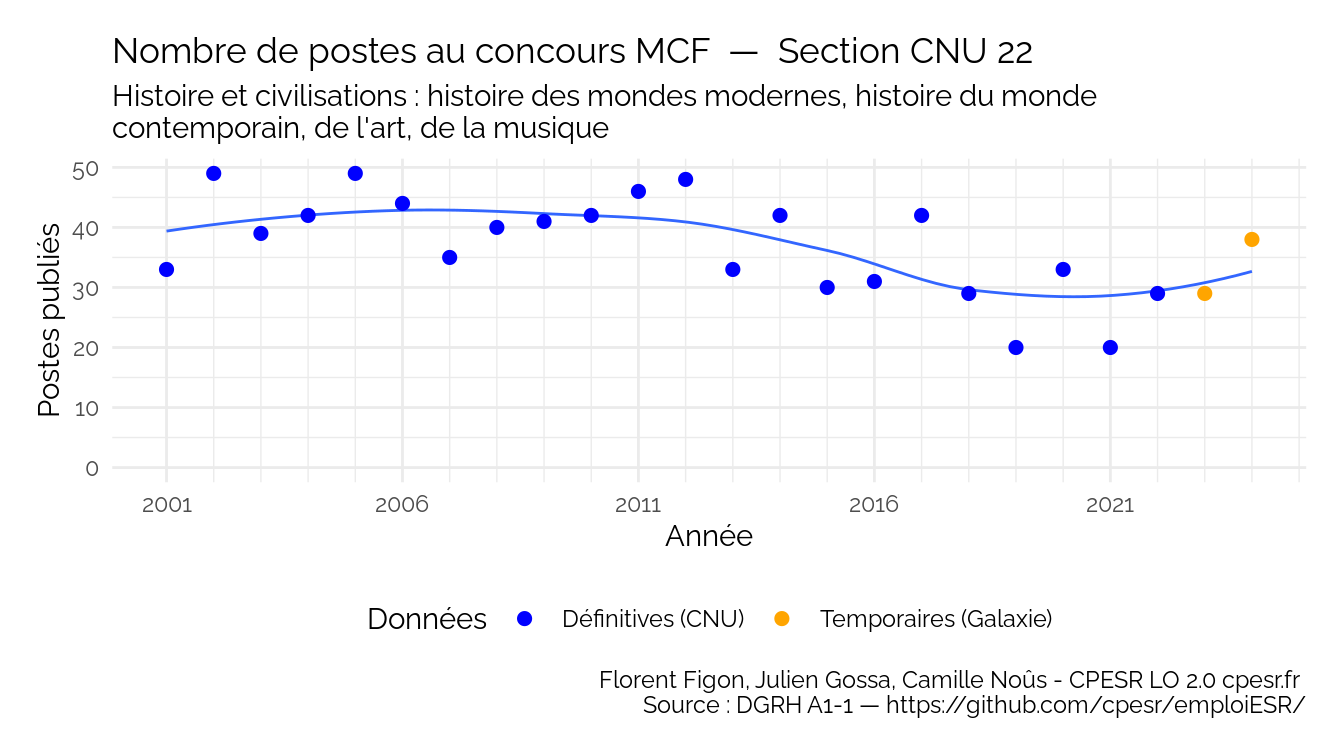 Nombre de postes au concours MCF — Section CNU 22
Histoire et civilisations : histoire des mondes modernes, histoire du monde
contemporain, de l'art, de la musique
Postes publiés
50
40
30
20
10
0
2001 2006 2011 2016 2021
Année
Données Définitives (CNU) Temporaires (Galaxie)
Florent Figon, Julien Gossa, Camille Noûs - CPESR LO 2.0 cpesr.fr
Source : DGRH A1-1 — https://github.com/cpesr/emploiESR/